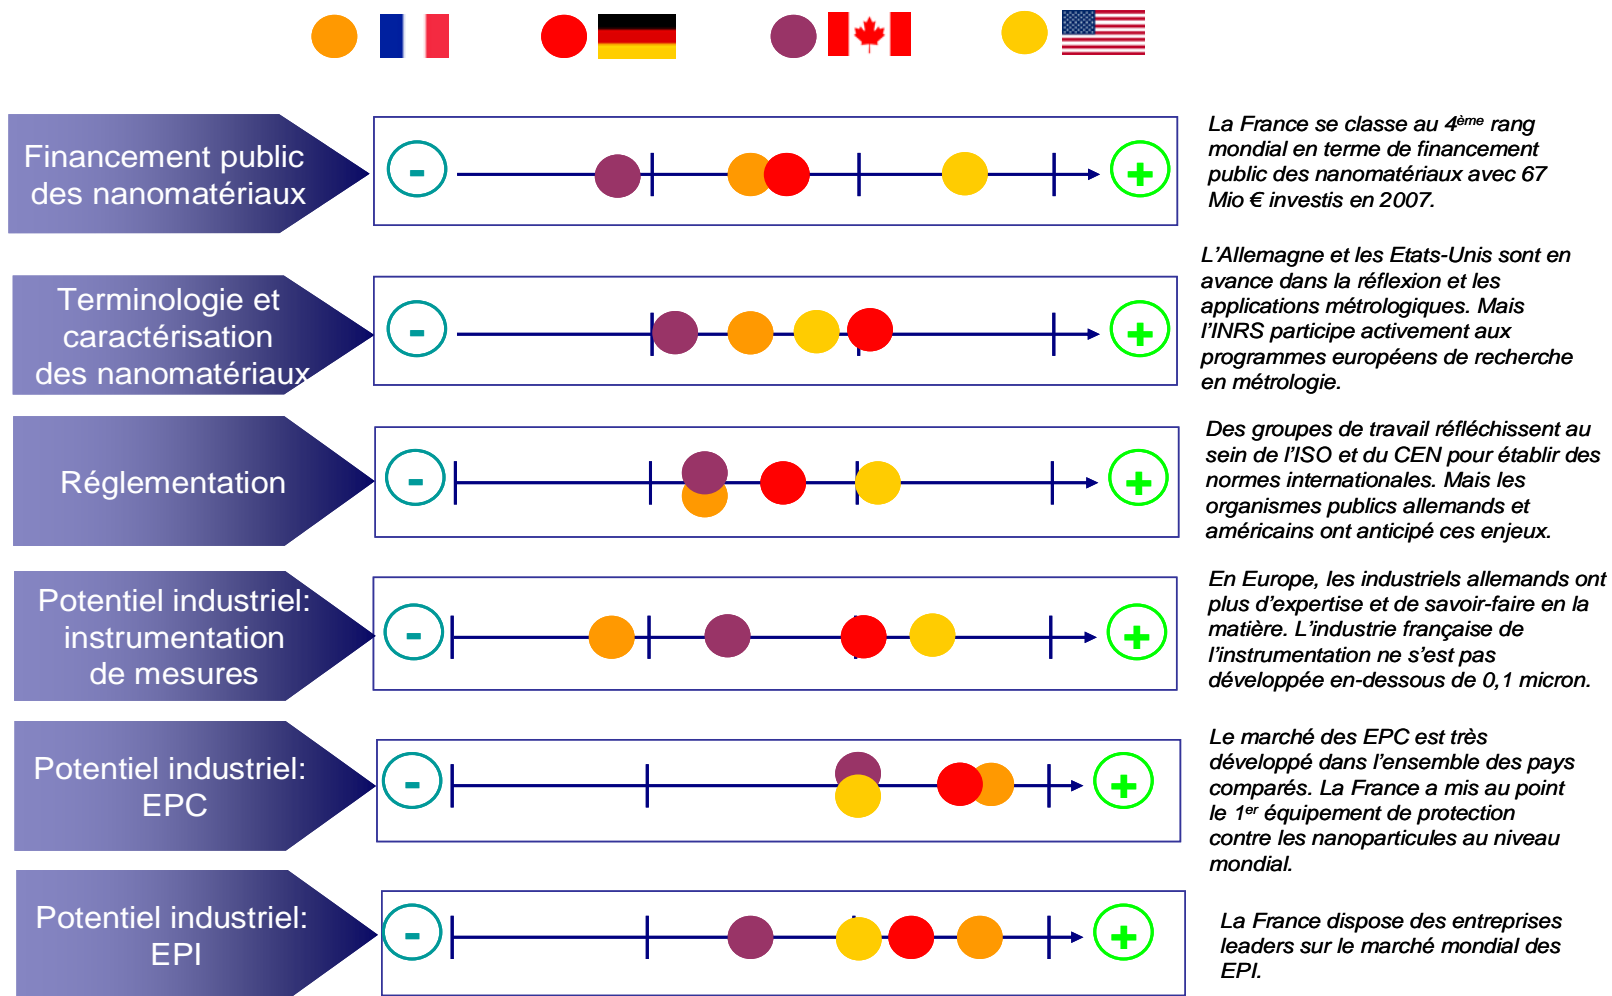 Financement public
des nanomatériaux
-
+
La France se classe au 4ème rang
mondial en terme de financement
public des nanomatériaux avec 67
Mio € investis en 2007.
Terminologie et
caractérisation
des nanomatériaux
-
+
L'Allemagne et les Etats-Unis sont en
avance dans la réflexion et les
applications métrologiques. Mais
l'INRS participe activement aux
programmes européens de recherche
en métrologie.
Réglementation
-
+
Des groupes de travail réfléchissent au
sein de l'ISO et du CEN pour établir des
normes internationales. Mais les
organismes publics allemands et
américains ont anticipé ces enjeux.
Potentiel industriel:
instrumentation
de mesures
-
+
En Europe, les industriels allemands ont
plus d'expertise et de savoir-faire en la
matière. L'industrie française de
l'instrumentation ne s'est pas
développée en-dessous de 0,1 micron.
Potentiel industriel:
EPC
-
+
Le marché des EPC est très
développé dans l'ensemble des pays
comparés. La France a mis au point
le 1er équipement de protection
contre les nanoparticules au niveau
mondial.
Potentiel industriel:
EPI
-
+
La France dispose des entreprises
leaders sur le marché mondial des
EPI.